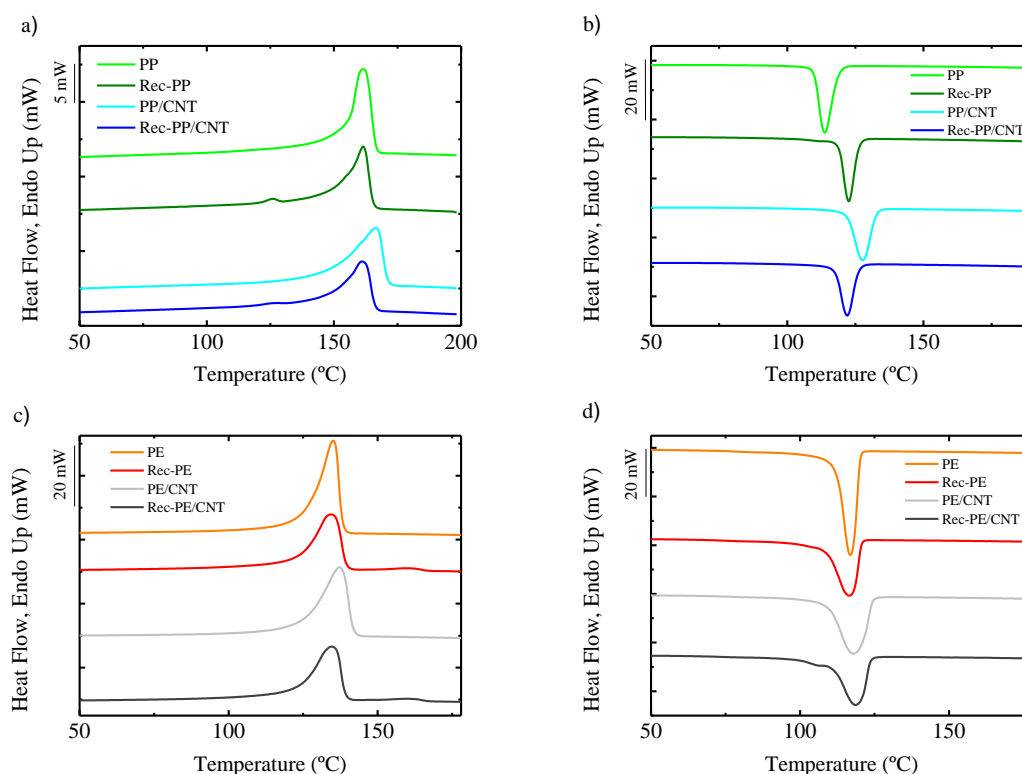 a)
5 mW
Heat Flow, Endo Up (mW)
PP
Rec-PP
PP/CNT
Rec-PP/CNT
50 100 150 200
Temperature (ºC)
b)
20 mW
Heat Flow, Endo Up (mW)
PP
Rec-PP
PP/CNT
Rec-PP/CNT
50 100 150
Temperature (ºC)
c)
20 mW
Heat Flow, Endo Up (mW)
PE
Rec-PE
PE/CNT
Rec-PE/CNT
50 100 150
Temperature (ºC)
d)
20 mW
Heat Flow, Endo Up (mW)
PE
Rec-PE
PE/CNT
Rec-PE/CNT
50 100 150
Temperature (ºC)